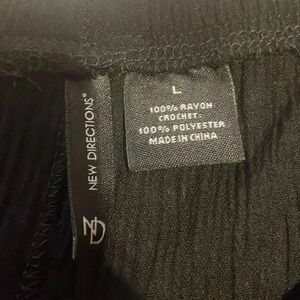 NEW DIRECTIONS®
ND
L
100% RAYON
CROCHET:
100% POLYESTER
MADE IN CHINA